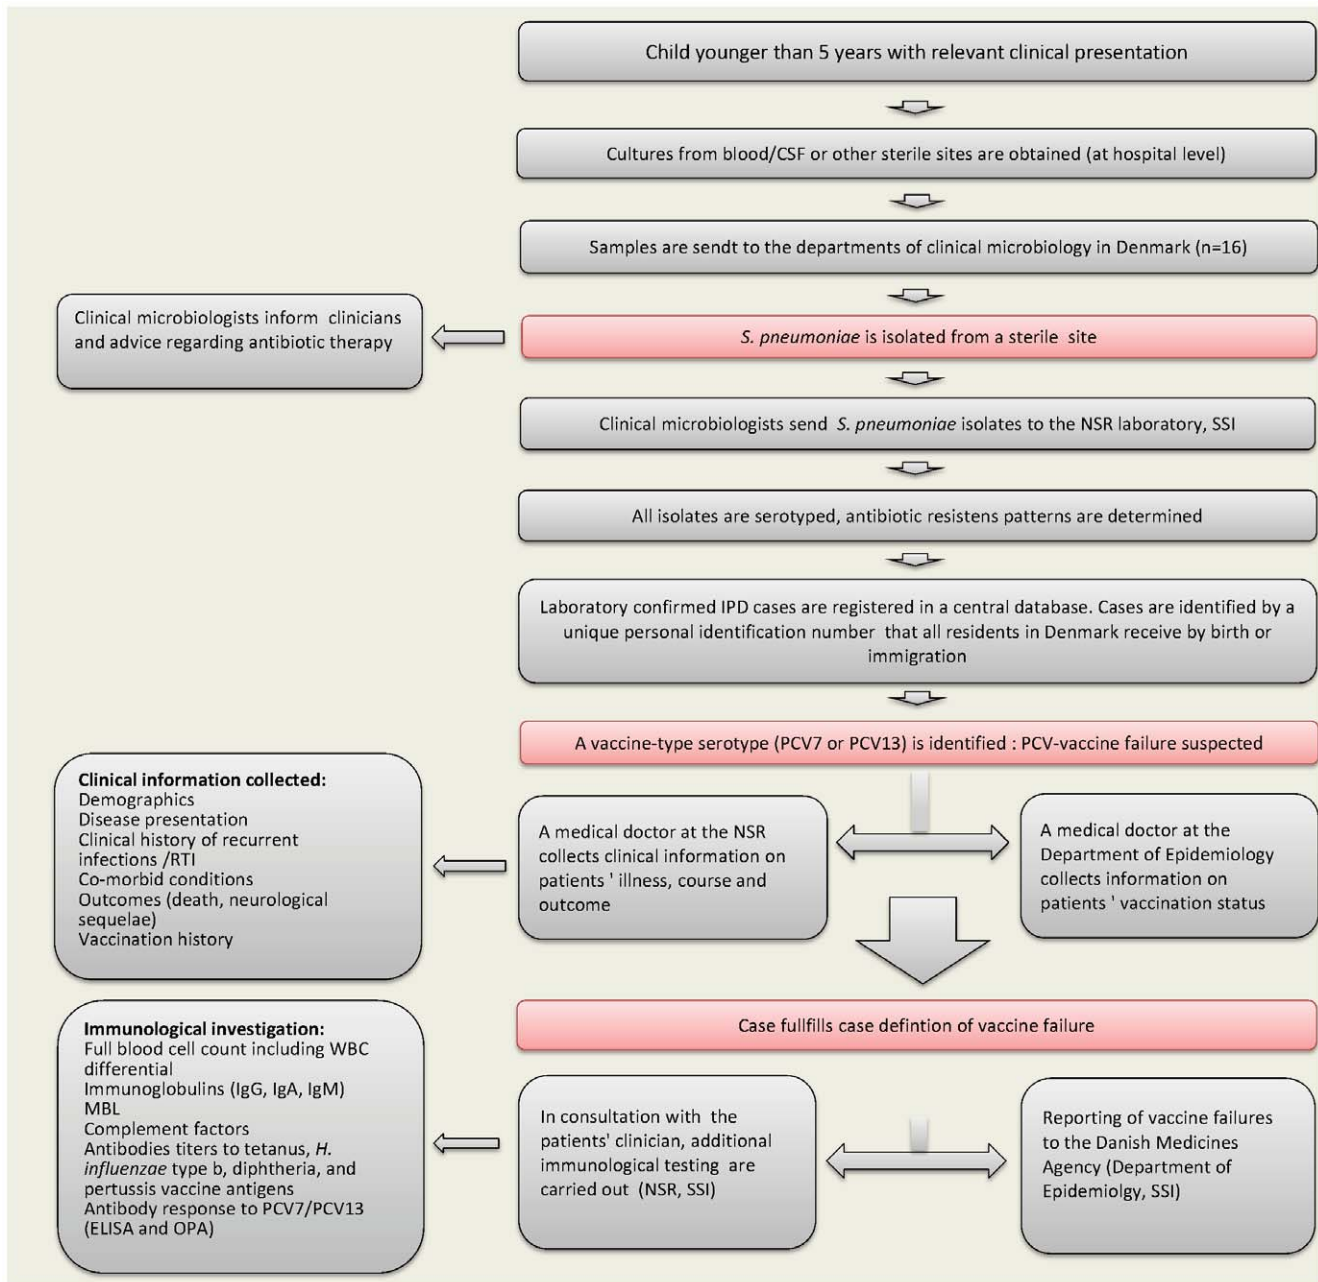 Child younger than 5 years with relevant clinical presentation
Cultures from blood/CSF or other sterile sites are obtained (at hospital level)
Samples are sendt to the departments of clinical microbiology in Denmark (n=16)
Clinical microbiologists inform clinicians
and advice regarding antibiotic therapy
S. pneumoniae is isolated from a sterile site
Clinical microbiologists send S. pneumoniae isolates to the NSR laboratory, SSI
All isolates are serotyped, antibiotic resistens patterns are determined
Laboratory confirmed IPD cases are registered in a central database. Cases are identified by a
unique personal identification number that all residents in Denmark receive by birth or
immigration
A vaccine-type serotype (PCV7 or PCV13) is identified : PCV-vaccine failure suspected
Clinical information collected:
Demographics
Disease presentation
Clinical history of recurrent
infections /RTI
Co-morbid conditions
Outcomes (death, neurological
sequelae)
Vaccination history
A medical doctor at the NSR
collects clinical information on
patients ' illness, course and
outcome
A medical doctor at the
Department of Epidemiology
collects information on
patients ' vaccination status
Case fullfills case defintion of vaccine failure
Immunological investigation:
Full blood cell count including WBC
differential
Immunoglobulins (IgG, IgA, IgM)
MBL
Complement factors
Antibodies titers to tetanus, H.
influenzae type b, diphtheria, and
pertussis vaccine antigens
Antibody response to PCV7/PCV13
(ELISA and OPA)
In consultation with the
patients' clinician, additional
immunological testing are
carried out (NSR, SSI)
Reporting of vaccine failures
to the Danish Medicines
Agency (Department of
Epidemiolgy, SSI)